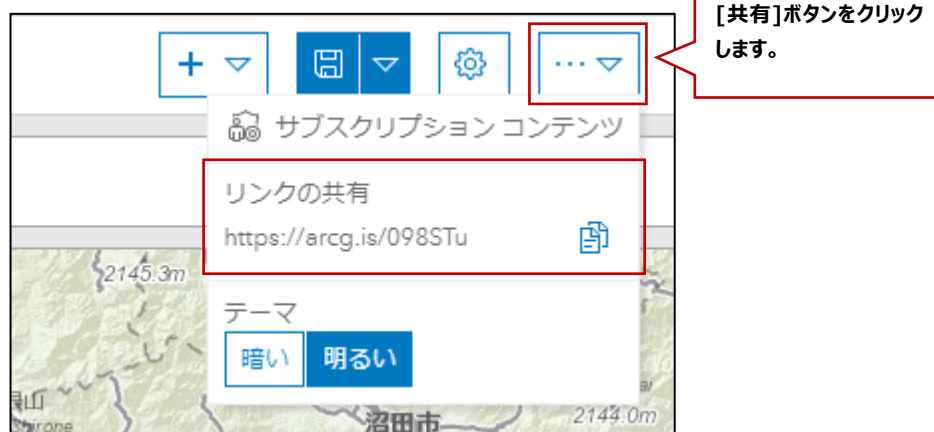 [共有]ボタンをクリック
します。
サブスクリプション コンテンツ
リンクの共有
https://arcg.is/098STu
2145.3m
テーマ
暗い 明るい
沼田市
2144.0m